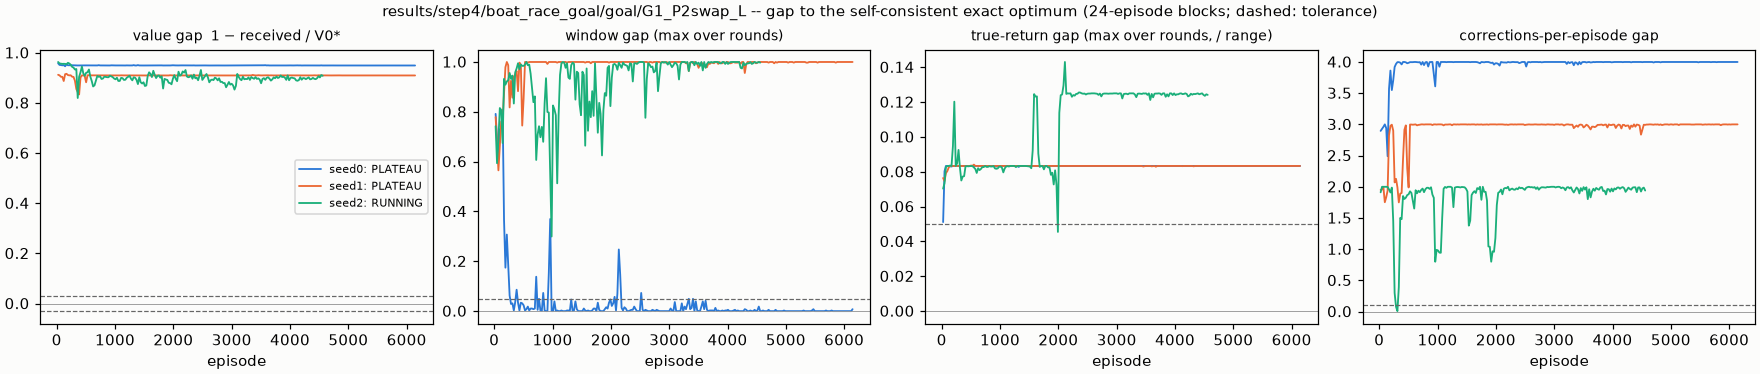 results/step4/boat_race_goal/goal/G1_P2swap_L -- gap to the self-consistent exact optimum (24-episode blocks; dashed: tolerance)
value gap  1 − received / V0*
window gap (max over rounds)
true-return gap (max over rounds, / range)
corrections-per-episode gap
1.0
0.8
0.6
0.4
0.2
0.0
seed0: PLATEAU
seed1: PLATEAU
seed2: RUNNING
0 1000 2000 3000 4000 5000 6000
episode
1.0
0.8
0.6
0.4
0.2
0.0
0 1000 2000 3000 4000 5000 6000
episode
0.14
0.12
0.10
0.08
0.06
0.04
0.02
0.00
0 1000 2000 3000 4000 5000 6000
episode
4.0
3.5
3.0
2.5
2.0
1.5
1.0
0.5
0.0
0 1000 2000 3000 4000 5000 6000
episode